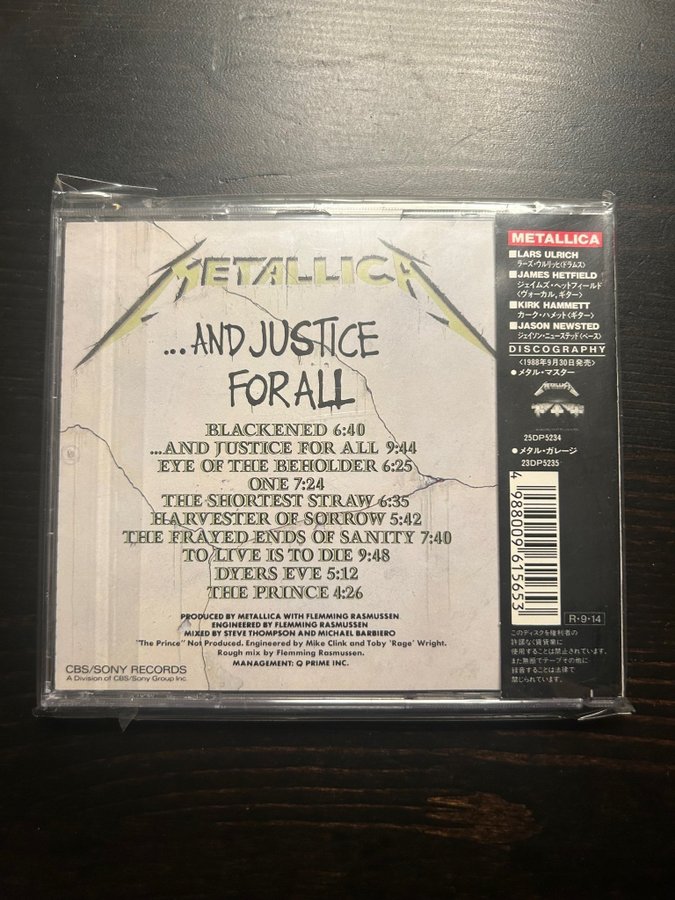 METALLICA
...AND JUSTICE
FOR ALL
BLACKENED 6:40
...AND JUSTICE FOR ALL 9:44
EYE OF THE BEHOLDER 6:25
ONE 7:24
THE SHORTEST STRAW 6:35
HARVESTER OF SORROW 5:42
THE FRAYED ENDS OF SANITY 7:40
TO LIVE IS TO DIE 9:48
DYERS EVE 5:12
THE PRINCE 4:26
PRODUCED BY METALLICA WITH FLEMMING RASMUSSEN
ENGINEERED BY FLEMMING RASMUSSEN
MIXED BY STEVE THOMPSON AND MICHAEL BARBIERO
"The Prince" Not Produced. Engineered by Mike Clink and Toby 'Rage' Wright.
Rough mix by Flemming Rasmussen.
MANAGEMENT: Q PRIME INC.
CBS/SONY RECORDS
A Division of CBS/Sony Group Inc
METALLICA
■LARS ULRICH
ラーズ・ウルリッヒ〈ドラムス〉
■JAMES HETFIELD
ジェイムズ・ヘットフィールド
〈ヴォーカル,ギター〉
■KIRK HAMMETT
カーク・ハメット〈ギター〉
■JASON NEWSTED
ジェイソン・ニューステッド〈ベース〉
DISCOGRAPHY
〈1988年9月30日発売〉
●メタル・マスター
METALLICA
25DP5234
●メタル・ガレージ
23DP5235
4 988009 615653
R・9・14
このディスクを権利者の
許諾なく賃貸業に
使用することは禁止されています。
また無断でテープその他に
録音することは法律で
禁じられています。